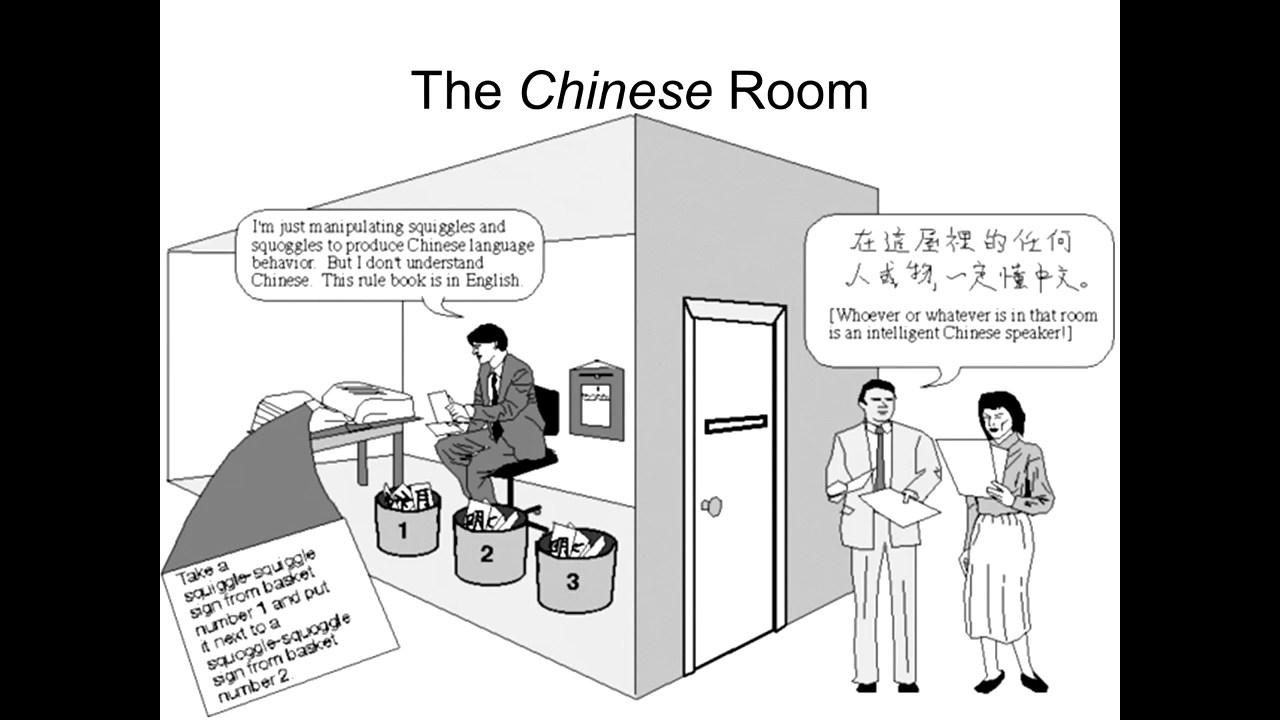 The Chinese Room
I'm just manipulating squiggles and
squoggles to produce Chinese language
behavior. But I don't understand
Chinese. This rule book is in English.
在這屋裡的任何
人或物,一定懂中文。
[Whoever or whatever is in that room
is an intelligent Chinese speaker!]
1
2
3
Take a
squiggle-squiggle
sign from basket
number 1 and put
it next to a
squoggle-squoggle
sign from basket
number 2.